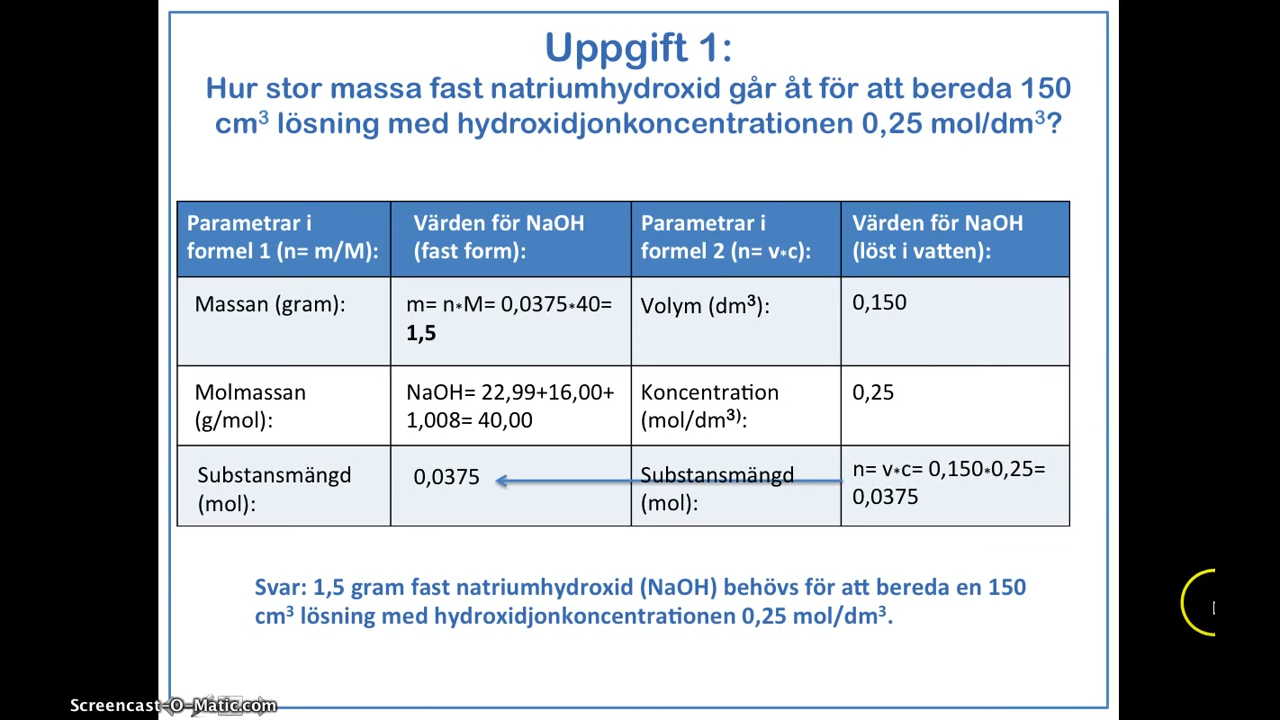 Uppgift 1:
Hur stor massa fast natriumhydroxid går åt för att bereda 150
cm³ lösning med hydroxidjonkoncentrationen 0,25 mol/dm³?
Parametrar i
formel 1 (n= m/M):
Värden för NaOH
(fast form):
Parametrar i
formel 2 (n= v*c):
Värden för NaOH
(löst i vatten):
Massan (gram):
m= n*M= 0,0375*40=
1,5
Volym (dm³):
0,150
Molmassan
(g/mol):
NaOH= 22,99+16,00+
1,008= 40,00
Koncentration
(mol/dm³⁾:
0,25
Substansmängd
(mol):
0,0375
Substansmängd
(mol):
n= v*c= 0,150*0,25=
0,0375
Svar: 1,5 gram fast natriumhydroxid (NaOH) behövs för att bereda en 150
cm³ lösning med hydroxidjonkoncentrationen 0,25 mol/dm³.
Screencast-O-Matic.com